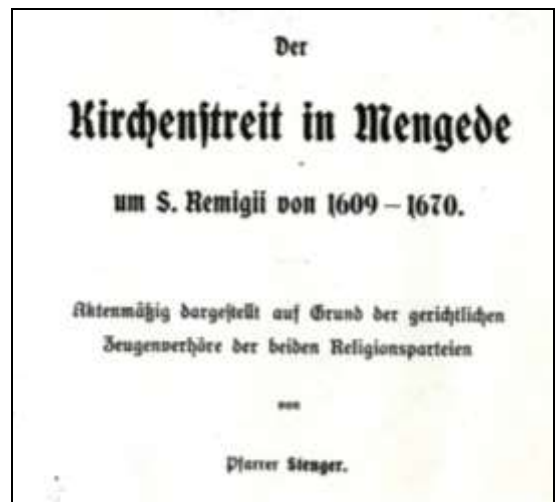 Der
Kirchenstreit in Mengede
um S. Remigii von 1609 – 1670.
Aktenmäßig dargestellt auf Grund der gerichtlichen
Zeugenverhöre der beiden Religionsparteien
von
Pfarrer Stenger.